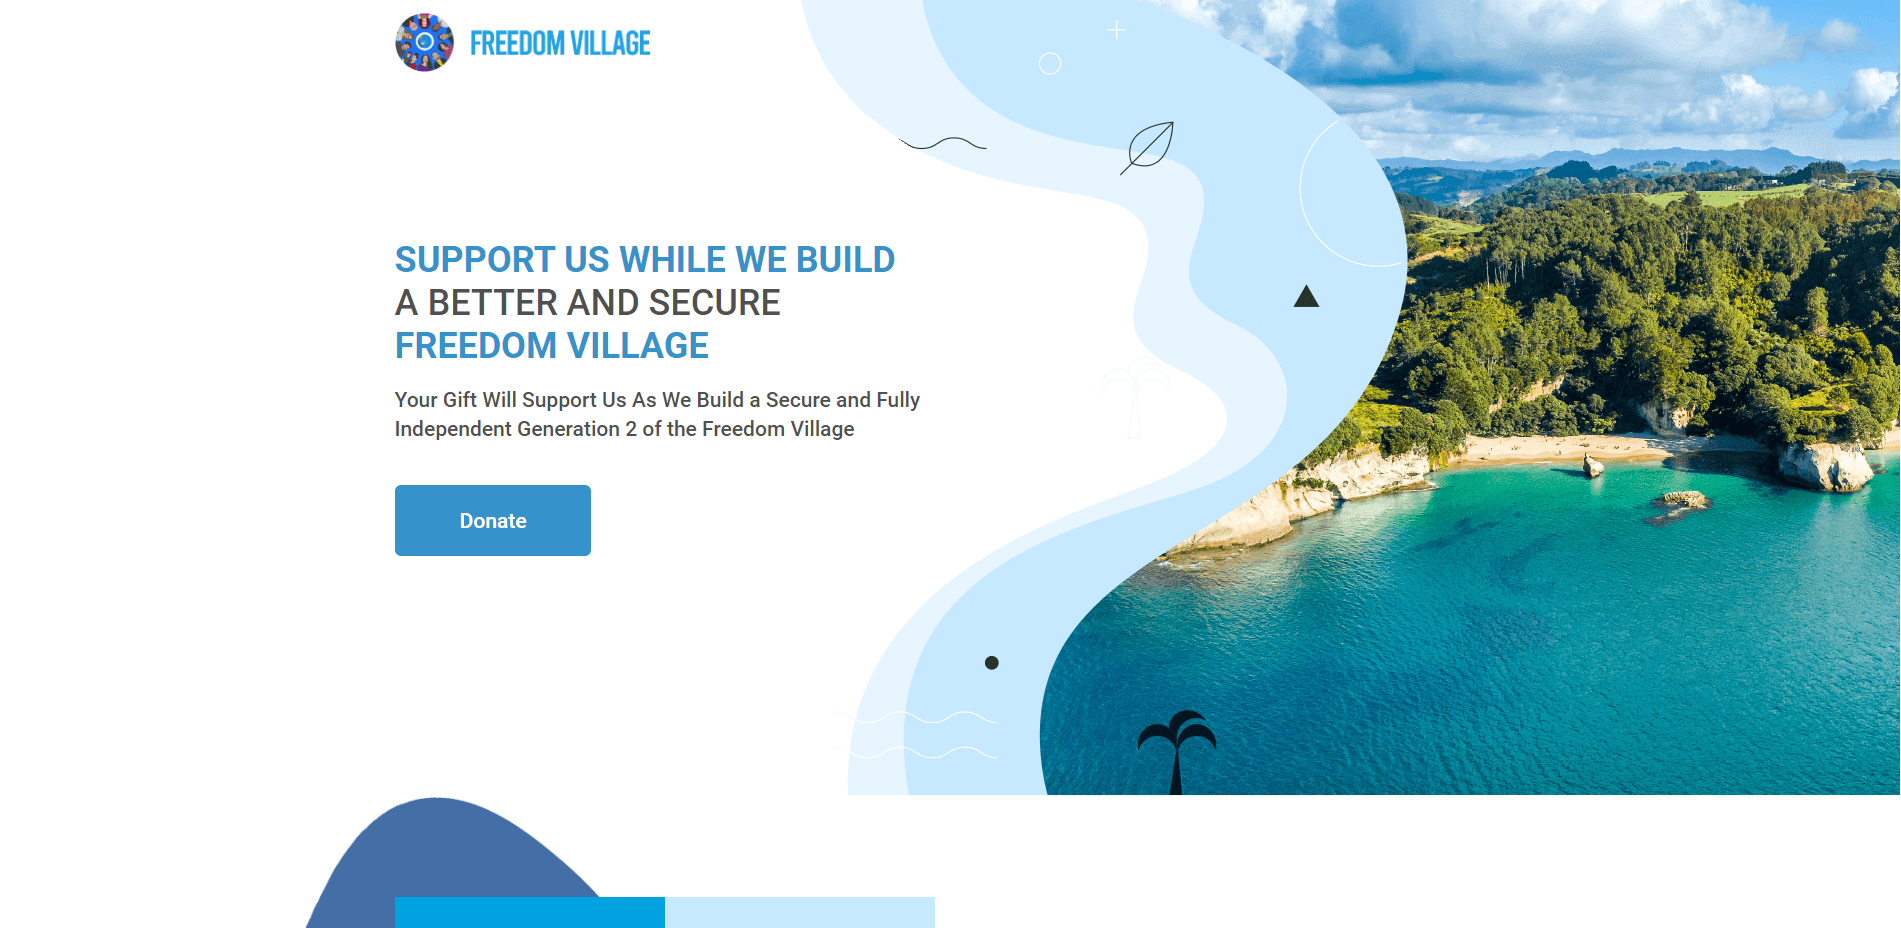 FREEDOM VILLAGE
SUPPORT US WHILE WE BUILD
A BETTER AND SECURE
FREEDOM VILLAGE
Your Gift Will Support Us As We Build a Secure and Fully
Independent Generation 2 of the Freedom Village
Donate